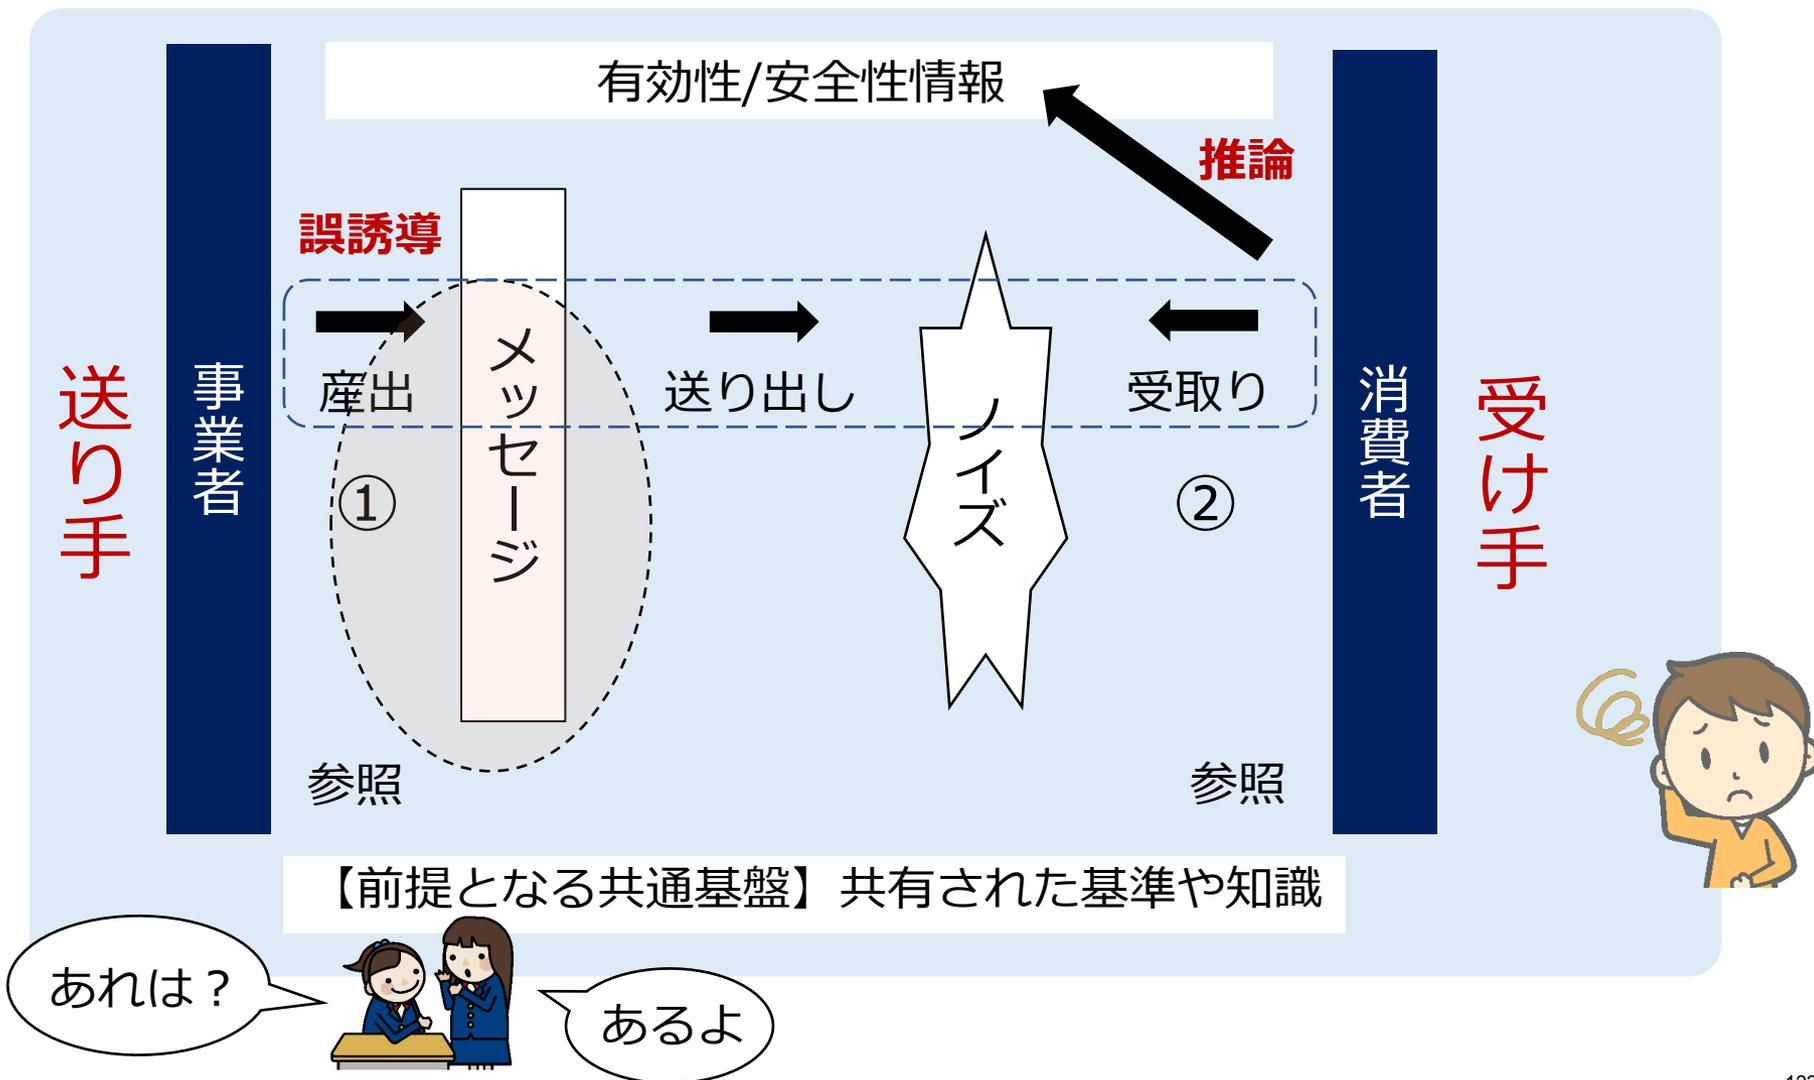 有効性/安全性情報
推論
誤誘導
産出
送り出し
受取り
送り手
事業者
メッセージ
ノイズ
消費者
受け手
①
②
参照
参照
【前提となる共通基盤】共有された基準や知識
あれは？
あるよ